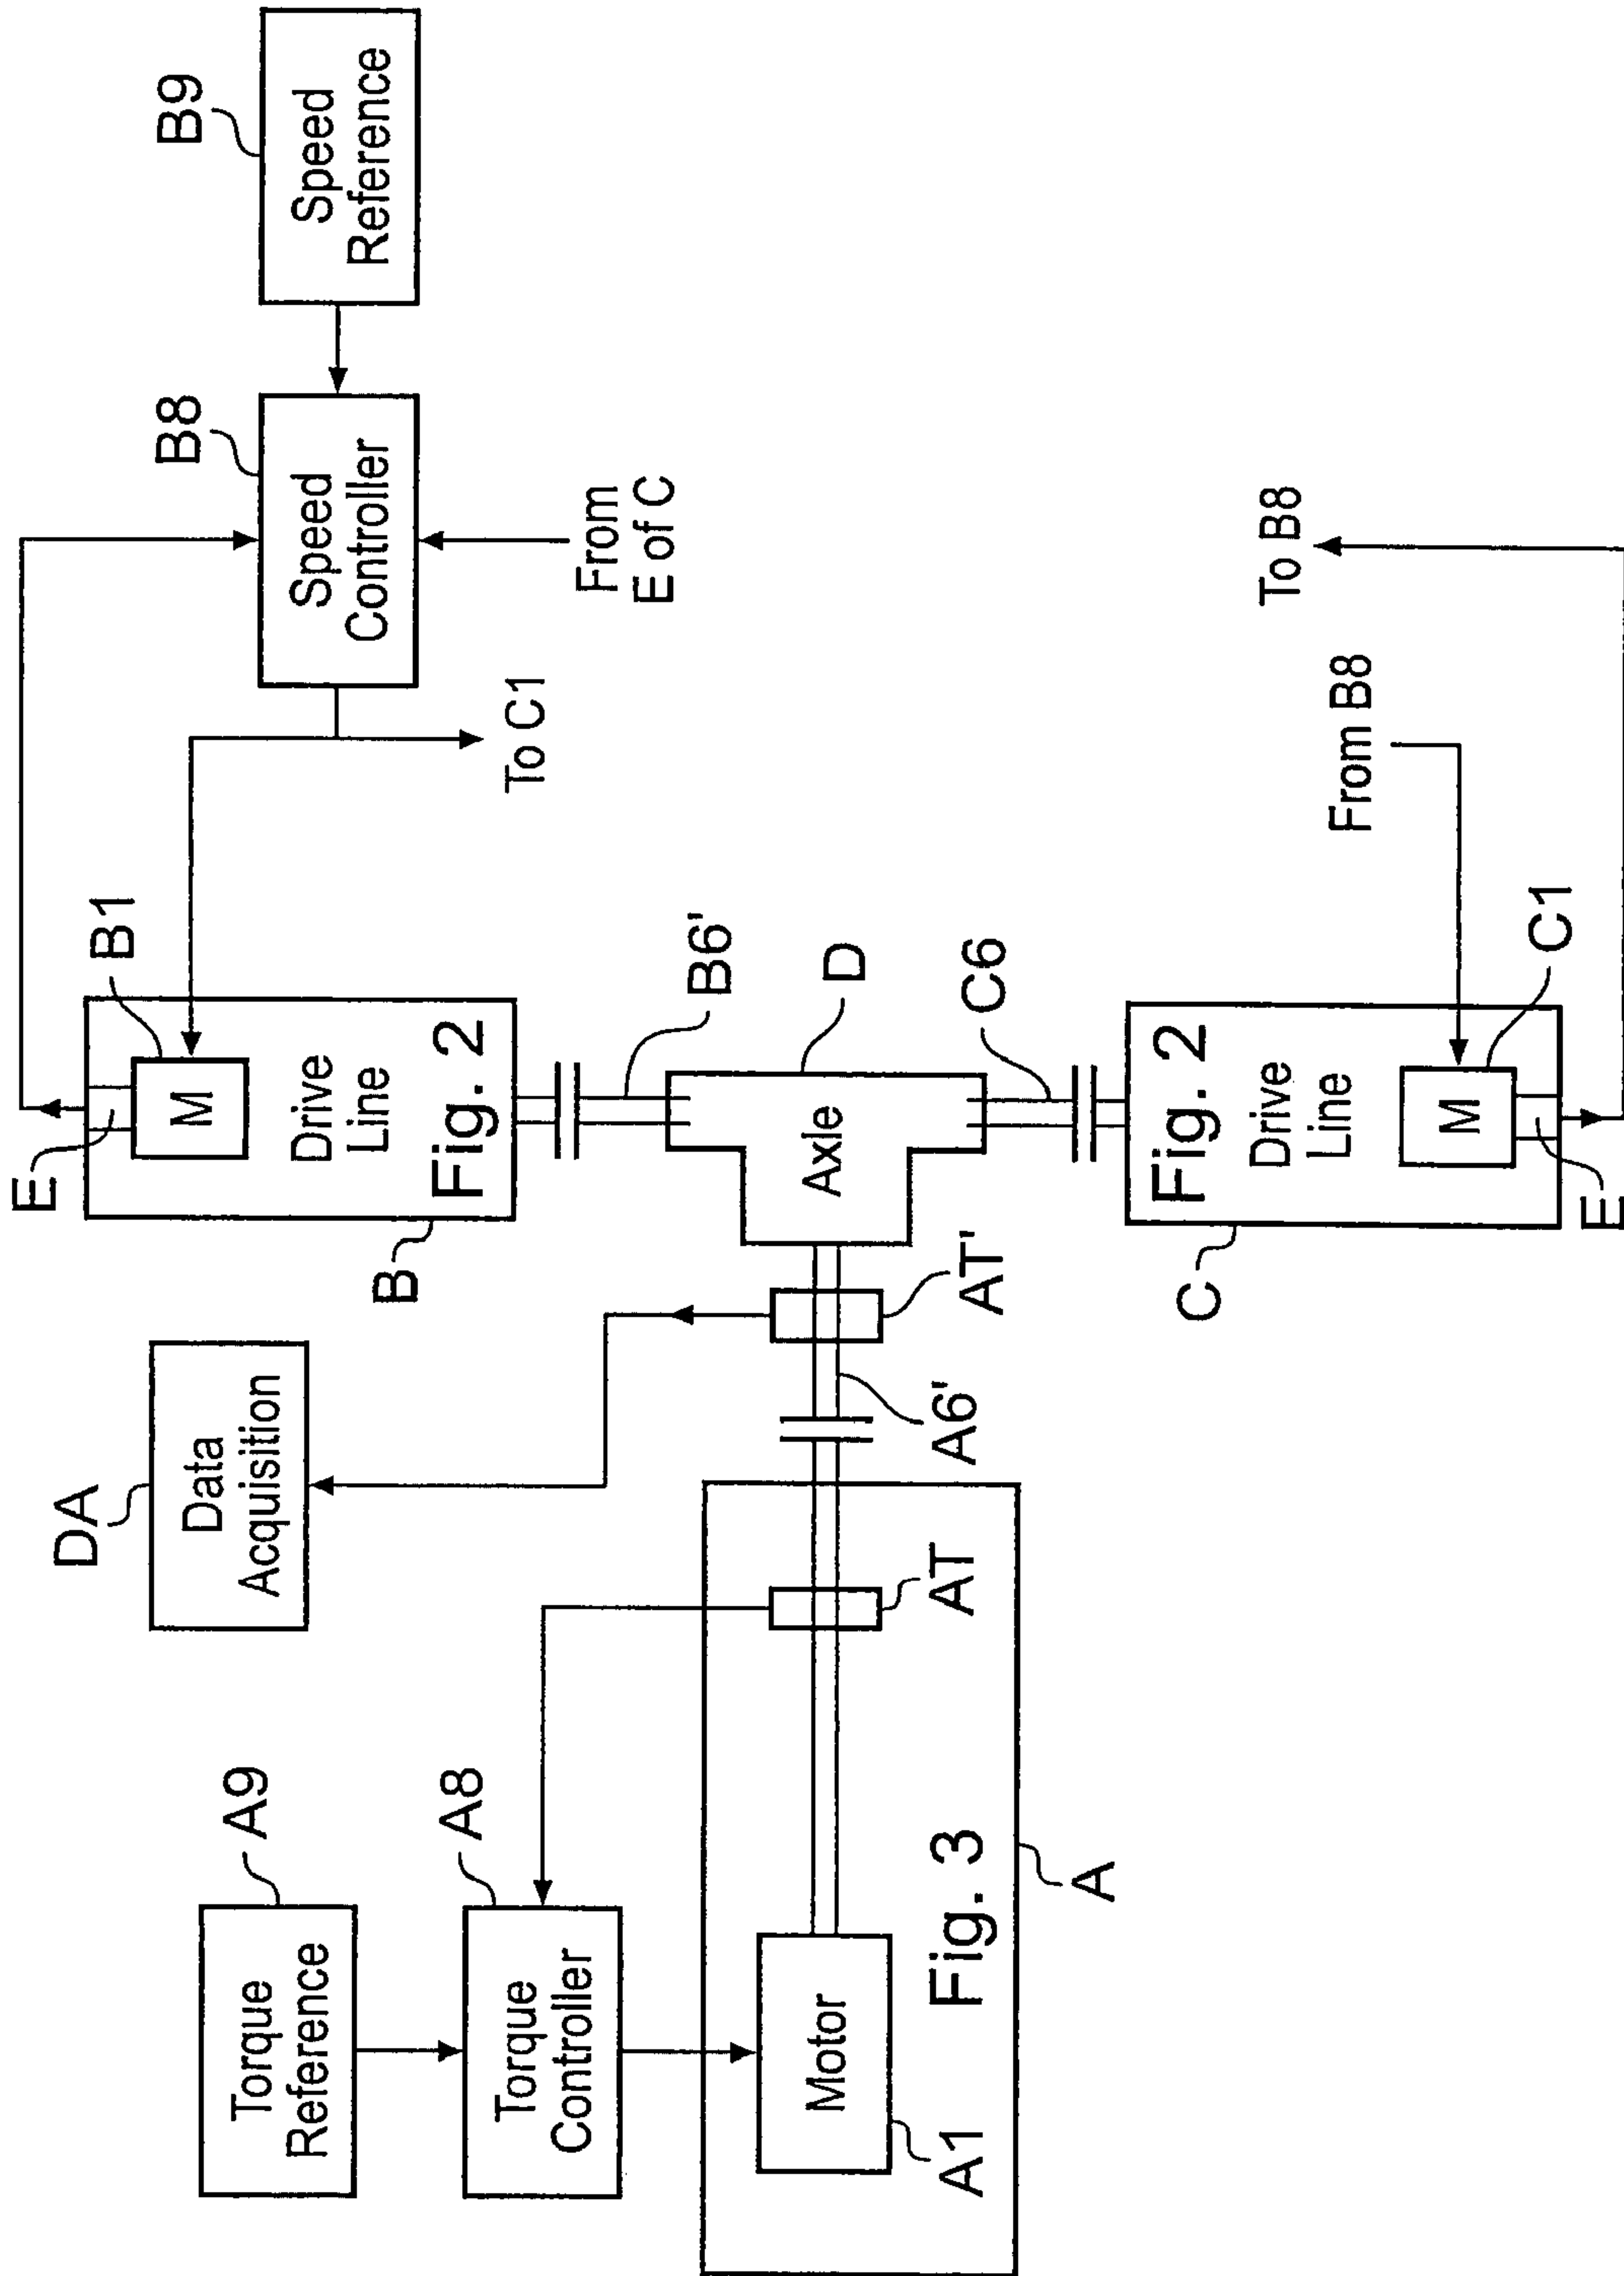 B9
Speed
Reference
B8
Speed
Controller
From
E of C
To C1
To B8
From B8
E
B1
M
Drive
Line
Fig. 2
B
B6'
D
Axle
C6
Fig. 2
Drive
Line
M
C1
E
C
DA
Data
Acquisition
AT'
A6'
AT
A9
Torque
Reference
A8
Torque
Controller
Motor
A1
Fig. 3
A